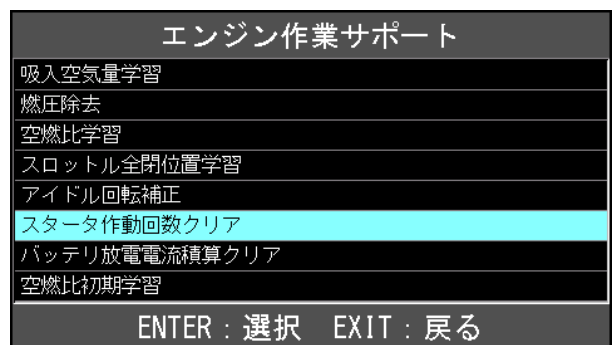 エンジン作業サポート
吸入空気量学習
燃圧除去
空燃比学習
スロットル全閉位置学習
アイドル回転補正
スタータ作動回数クリア
バッテリ放電電流積算クリア
空燃比初期学習
ENTER：選択　EXIT：戻る